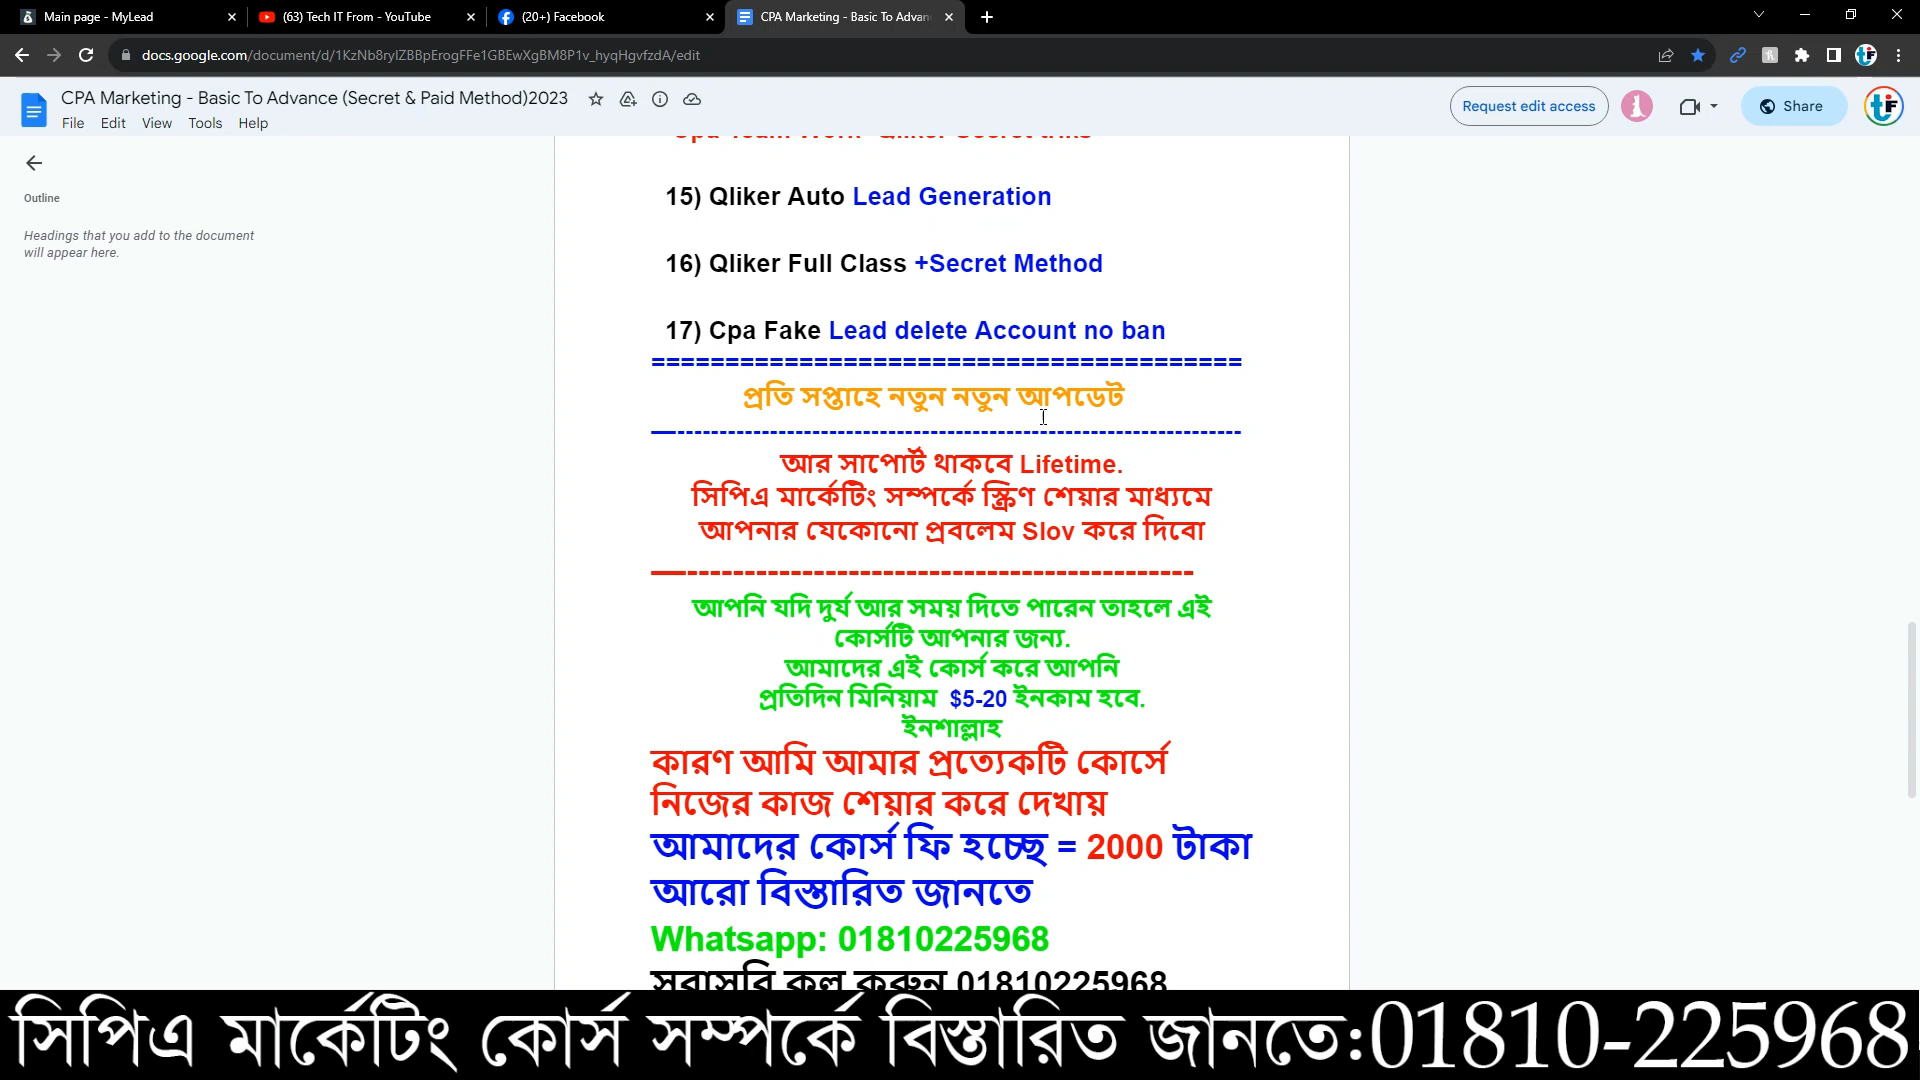 Main page - MyLead
(63) Tech IT From - YouTube
(20+) Facebook
CPA Marketing - Basic To Advan
docs.google.com/document/d/1KzNb8rylZBBpErogFFe1GBEwXgBM8P1v_hyqHgvfzdA/edit
CPA Marketing - Basic To Advance (Secret & Paid Method)2023
Request edit access
Share
File Edit View Tools Help
Outline
Headings that you add to the document
will appear here.
15) Qliker Auto Lead Generation
16) Qliker Full Class +Secret Method
17) Cpa Fake Lead delete Account no ban
========================================
প্রতি সপ্তাহে নতুন নতুন আপডেট
আর সাপোর্ট থাকবে Lifetime.
সিপিএ মার্কেটিং সম্পর্কে স্ক্রিণ শেয়ার মাধ্যমে
আপনার যেকোনো প্রবলেম Slov করে দিবো
আপনি যদি দুর্য আর সময় দিতে পারেন তাহলে এই
কোর্সটি আপনার জন্য.
আমাদের এই কোর্স করে আপনি
প্রতিদিন মিনিয়াম $5-20 ইনকাম হবে.
ইনশাল্লাহ
কারণ আমি আমার প্রত্যেকটি কোর্সে
নিজের কাজ শেয়ার করে দেখায়
আমাদের কোর্স ফি হচ্ছে = 2000 টাকা
আরো বিস্তারিত জানতে
Whatsapp: 01810225968
সরাসরি কল করুন 01810225968
সিপিএ মার্কেটিং কোর্স সম্পর্কে বিস্তারিত জানতেঃ01810-225968